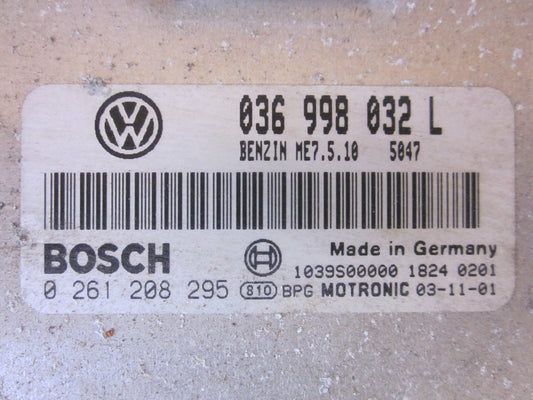 036 998 032 L
BENZIN ME7.5.10 5047
BOSCH
Made in Germany
1039S00000 1824 0201
0 261 208 295 810 BPG MOTRONIC 03-11-01